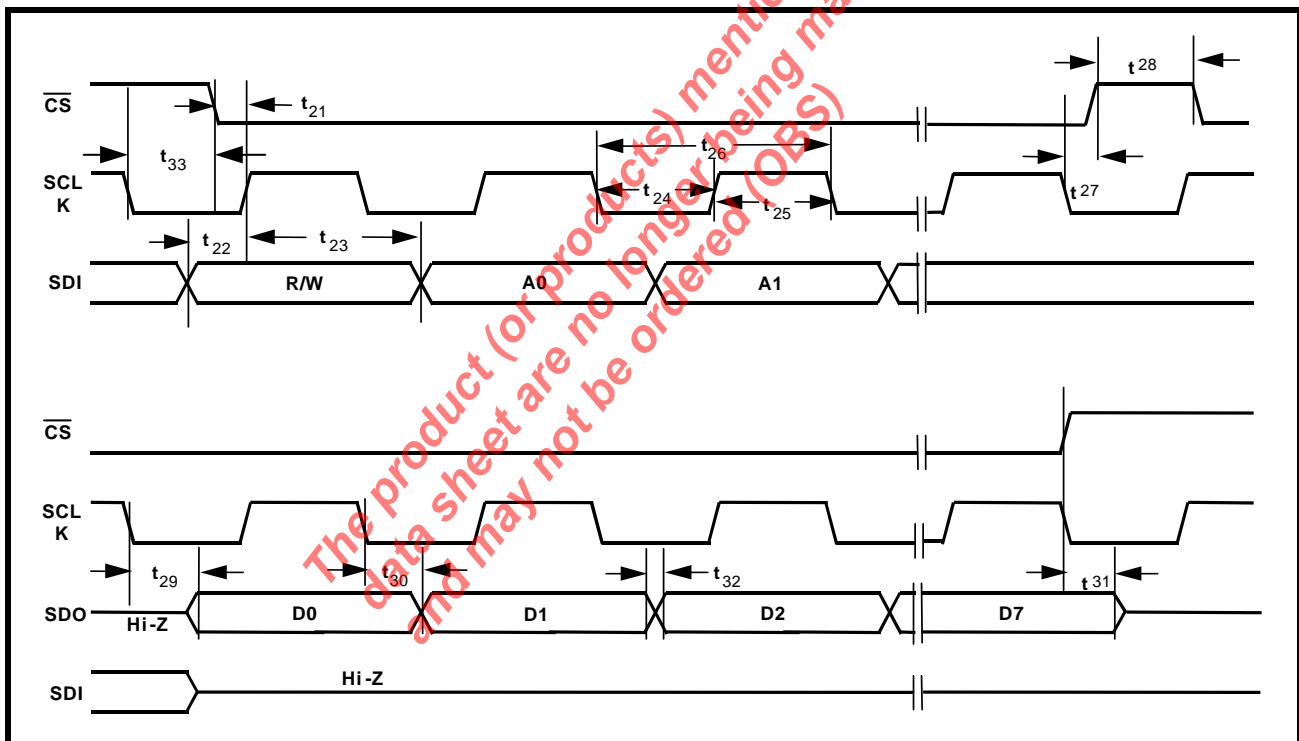 t28
CS
t21
t33
t26
SCL
K
t24
t25
t27
t22
t23
SDI
R/W
A0
A1
CS
SCL
K
t29
t30
t32
t31
SDO
Hi-Z
D0
D1
D2
D7
SDI
Hi-Z
The product (or products) mentio
data sheet are no longer being ma
and may not be ordered (OBS)